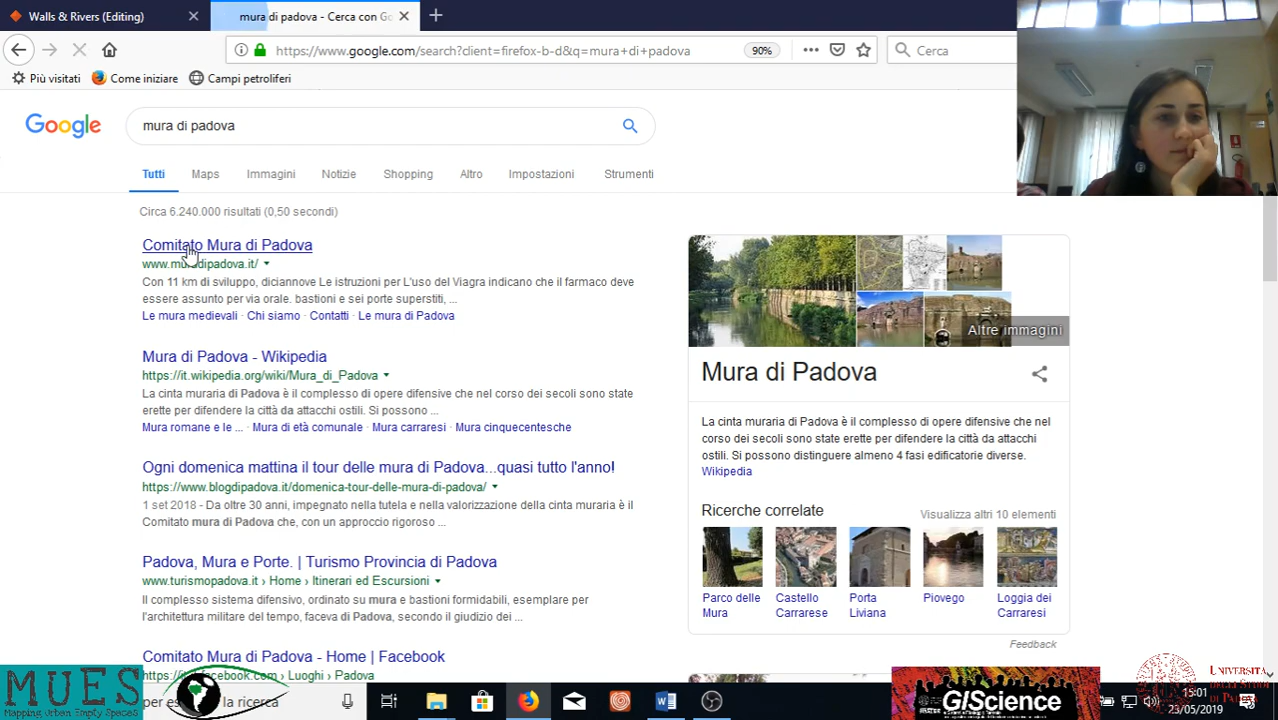 Walls & Rivers (Editing)
mura di padova - Cerca con Go
https://www.google.com/search?client=firefox-b-d&q=mura+di+padova
90%
Cerca
Più visitati
Come iniziare
Campi petroliferi
Google
mura di padova
Tutti
Maps
Immagini
Notizie
Shopping
Altro
Impostazioni
Strumenti
Circa 6.240.000 risultati (0,50 secondi)
Comitato Mura di Padova
www.muradipadova.it/
Con 11 km di sviluppo, diciannove Le istruzioni per L'uso del Viagra indicano che il farmaco deve
essere assunto per via orale. bastioni e sei porte superstiti, ...
Le mura medievali · Chi siamo · Contatti · Le mura di Padova
Mura di Padova - Wikipedia
https://it.wikipedia.org/wiki/Mura_di_Padova
La cinta muraria di Padova è il complesso di opere difensive che nel corso dei secoli sono state
erette per difendere la città da attacchi ostili. Si possono ...
Mura romane e le ... · Mura di età comunale · Mura carraresi · Mura cinquecentesche
Ogni domenica mattina il tour delle mura di Padova...quasi tutto l'anno!
https://www.blogdipadova.it/domenica-tour-delle-mura-di-padova/
1 set 2018 - Da oltre 30 anni, impegnato nella tutela e nella valorizzazione della cinta muraria è il
Comitato mura di Padova che, con un approccio rigoroso ...
Padova, Mura e Porte. | Turismo Provincia di Padova
www.turismopadova.it › Home › Itinerari ed Escursioni
Il complesso sistema difensivo, ordinato su mura e bastioni formidabili, esemplare per
l'architettura militare del tempo, faceva di Padova, secondo il giudizio dei ...
Comitato Mura di Padova - Home | Facebook
facebook.com › Luoghi › Padova
Altre immagini
Mura di Padova
La cinta muraria di Padova è il complesso di opere difensive che nel
corso dei secoli sono state erette per difendere la città da attacchi
ostili. Si possono distinguere almeno 4 fasi edificatorie diverse.
Wikipedia
Ricerche correlate
Visualizza altri 10 elementi
Parco delle
Mura
Castello
Carrarese
Porta
Liviana
Piovego
Loggia dei
Carraresi
Feedback
MUES
Mapping Urban Empty Spaces
la ricerca
GIScience
UNIVERSITÀ
15:01
23/05/2019